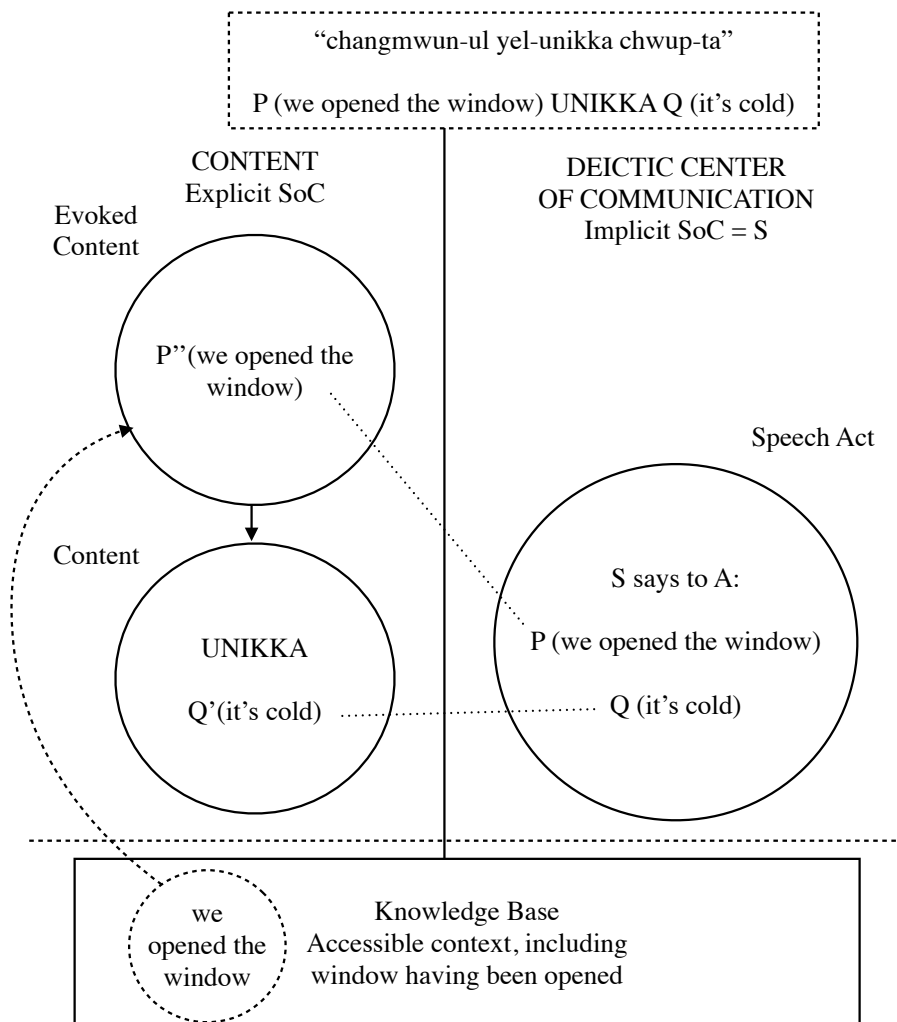 “changmwun-ul yel-unikka chwup-ta”
P (we opened the window) UNIKKA Q (it’s cold)
CONTENT
Explicit SoC
DEICTIC CENTER
OF COMMUNICATION
Implicit SoC = S
Evoked
Content
P’’(we opened the
window)
Speech Act
Content
UNIKKA
Q’(it’s cold)
S says to A:
P (we opened the window)
Q (it’s cold)
we
opened the
window
Knowledge Base
Accessible context, including
window having been opened